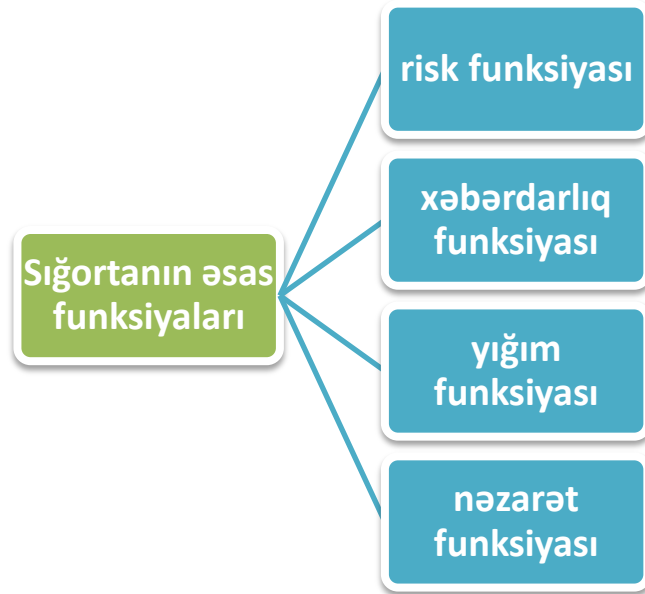 Sığortanın əsas
funksiyaları
risk funksiyası
xəbərdarlıq
funksiyası
yığım
funksiyası
nəzarət
funksiyası